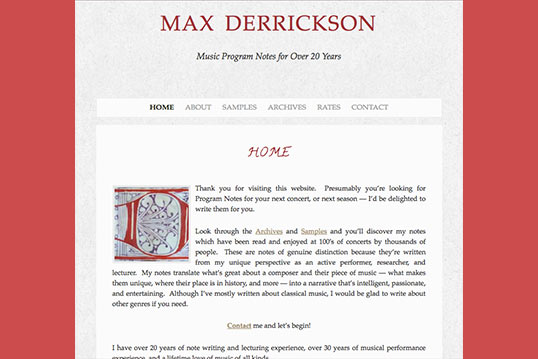 MAX DERRICKSON
Music Program Notes for Over 20 Years
HOME ABOUT SAMPLES ARCHIVES RATES CONTACT
HOME
Thank you for visiting this website. Presumably you're looking for
Program Notes for your next concert, or next season — I'd be delighted to
write them for you.
Look through the Archives and Samples and you'll discover my notes
which have been read and enjoyed at 100's of concerts by thousands of
people. These are notes of genuine distinction because they're written
from my unique perspective as an active performer, researcher, and
lecturer. My notes translate what's great about a composer and their piece of music — what makes
them unique, where their place is in history, and more — into a narrative that's intelligent, passionate,
and entertaining. Although I've mostly written about classical music, I would be glad to write about
other genres if you need.
Contact me and let's begin!
I have over 20 years of note writing and lecturing experience, over 30 years of musical performance
experience, and a lifetime love of music of all kinds.